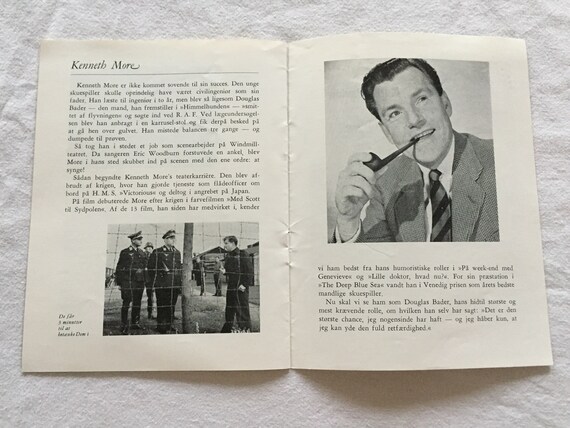 Kenneth More
Kenneth More er ikke kommet sovende til sin succes. Den unge
skuespiller skulle oprindelig have været civilingeniør som sin
fader. Han læste til ingeniør i to år, men blev så ligesom Douglas
Bader — den mand, han fremstiller i »Himmelhunden« — smit-
tet af flyvningens og søgte ind ved R.A.F. Ved lægeundersøgel-
sen blev han anbragt i en karrusel-stol og fik derpå besked på
at gå hen over gulvet. Han mistede balancen tre gange — og
dumpede til prøven.
Så tog han i stedet et job som scenearbejder på Windmill-
teatret. Da sangeren Eric Woodburn forstuvede en ankel, blev
More i hans sted skubbet ind på scenen med den ene ordre: at
synge!
Sådan begyndte Kenneth More's teaterkarrière. Den blev af-
brudt af krigen, hvor han gjorde tjeneste som flådeofficer om
bord på H.M.S. »Victorious« og deltog i angrebet på Japan.
På film debuterede More efter krigen i farvefilmen »Med Scott
til Sydpolen«. Af de 15 film, han siden har medvirket i, kender
De får
3 minutter
til at
betænke Dem i
vi ham bedst fra hans humoristiske roller i »På week-end med
Genevieve« og »Lille doktor, hvad nu?«. For sin præstation i
»The Deep Blue Sea« vandt han i Venedig prisen som årets bedste
mandlige skuespiller.
Nu skal vi se ham som Douglas Bader, hans hidtil største og
mest krævende rolle, om hvilken han selv har sagt: »Det er den
største chance, jeg nogensinde har haft — og jeg håber kun, at
jeg kan yde den fuld retfærdighed.«